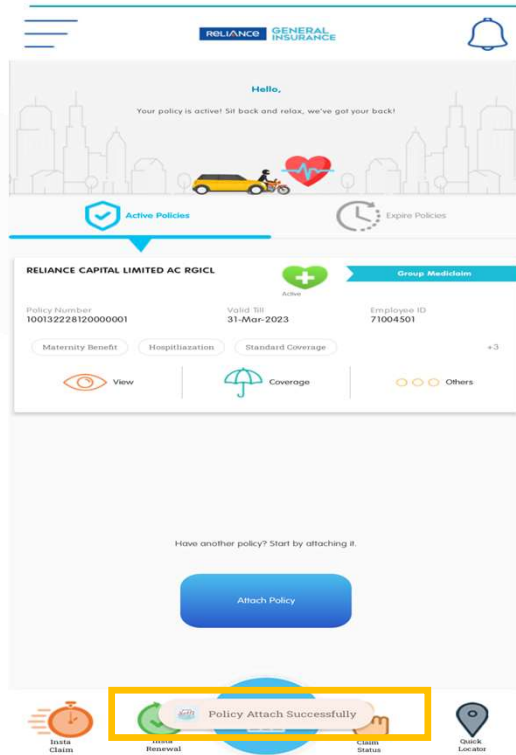 RELIANCE GENERAL
INSURANCE
Hello,
Your policy is active! Sit back and relax, we've got your back!
Active Policies
Expire Policies
RELIANCE CAPITAL LIMITED AC RGICL
Active
Group Mediclaim
Policy Number Valid Till Employee ID
100132228120000001 31-Mar-2023 71004501
Maternity Benefit Hospitliazation Standard Coverage +3
View Coverage Others
Have another policy? Start by attaching it.
Attach Policy
Policy Attach Successfully
Insta Insta Claim Quick
Claim Renewal Status Locator